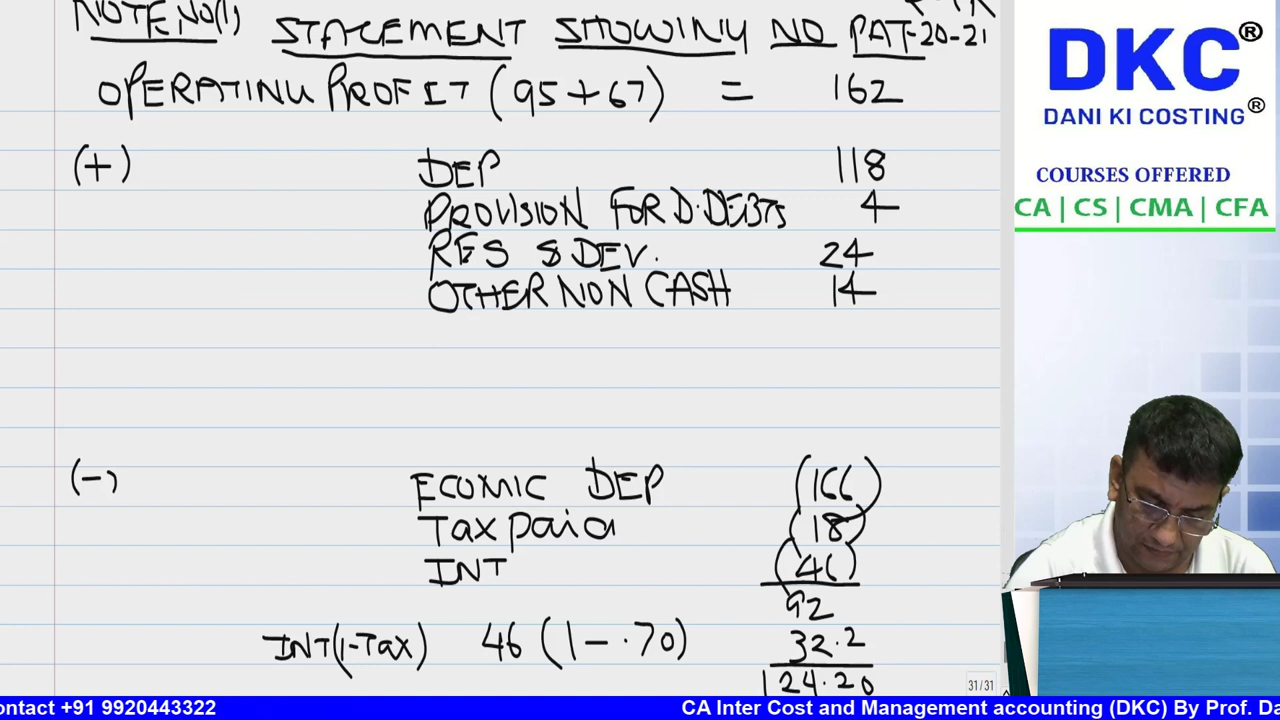 NOTE NO(1) STATEMENT SHOWING NO PAT-20-21
OPERATING PROFIT (95+67) = 162
(+) DEP 118
PROVISION FOR D.DEBTS 4
RES & DEV. 24
OTHER NON CASH 14
(-) ECOMIC DEP (166)
Tax paid (18)
INT (46)
92
INT(1-Tax) 46 (1-.70) 32.2
124.20
31/31
DKC®
DANI KI COSTING®
COURSES OFFERED
CA | CS | CMA | CFA
ontact +91 9920443322 CA Inter Cost and Management accounting (DKC) By Prof. Da